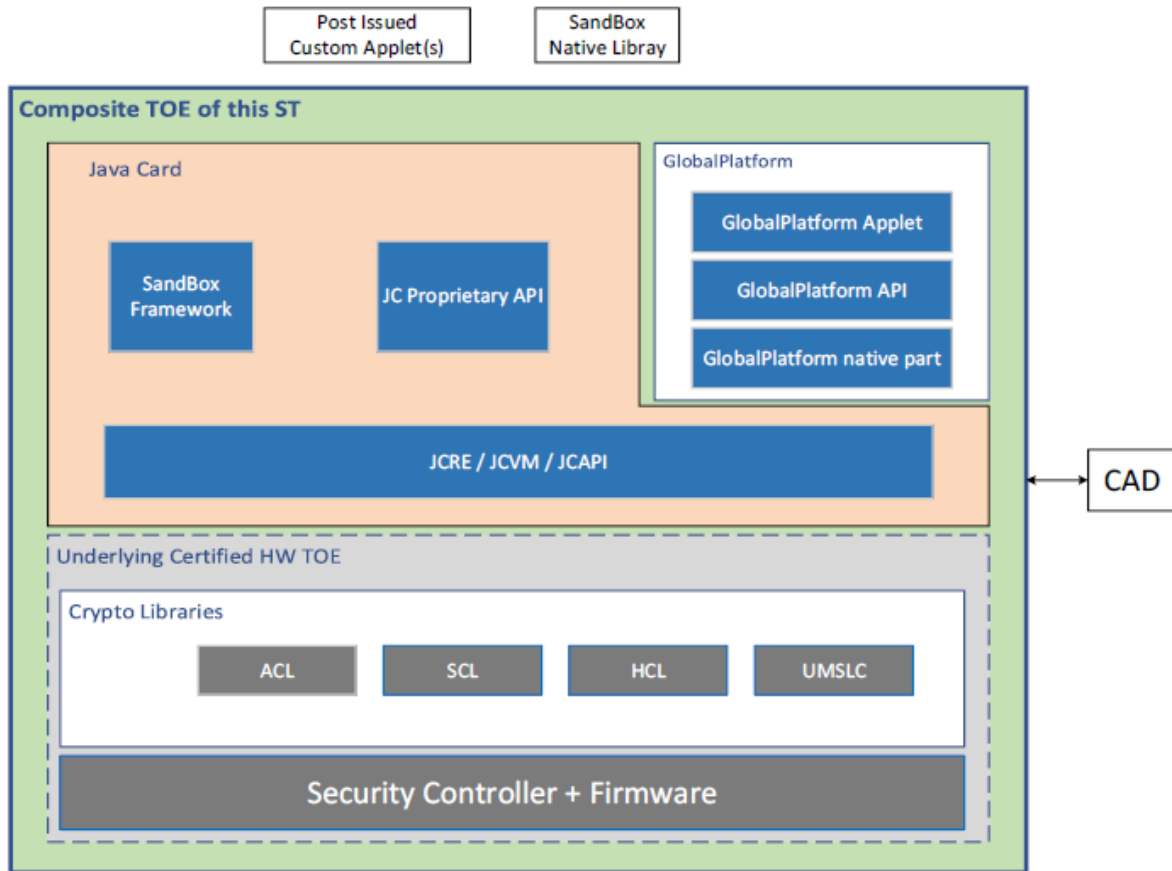 Post Issued
Custom Applet(s)
SandBox
Native Libray
Composite TOE of this ST
Java Card
GlobalPlatform
GlobalPlatform Applet
SandBox
Framework
JC Proprietary API
GlobalPlatform API
GlobalPlatform native part
JCRE / JCVM / JCAPI
CAD
Underlying Certified HW TOE
Crypto Libraries
ACL
SCL
HCL
UMSLC
Security Controller + Firmware